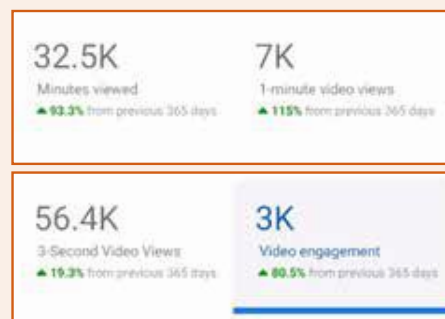 32.5K
Minutes viewed
▲ 93.3% from previous 365 days
7K
1-minute video views
▲ 115% from previous 365 days
56.4K
3-Second Video Views
▲ 19.3% from previous 365 days
3K
Video engagement
▲ 80.5% from previous 365 days